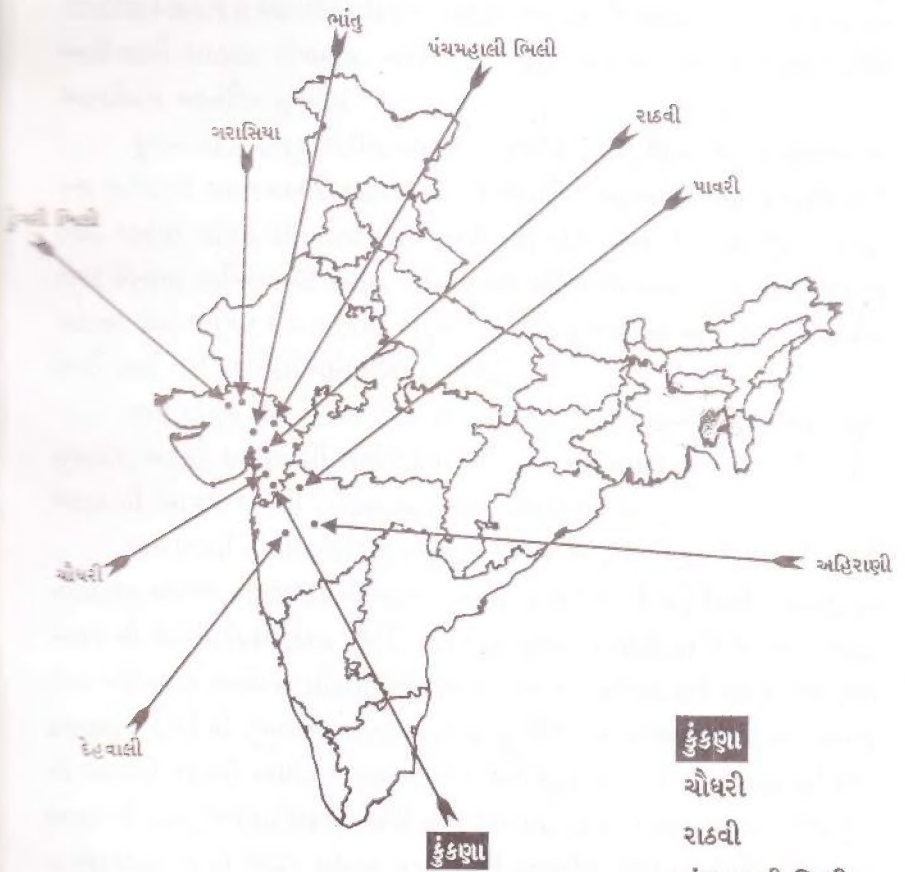 ભાંતુ
પંચમહાલી ભિલી
ગરાસિયા
રાઠવી
પાવરી
ચૌધરી
અહિરાણી
દેહવાલી
કુંકણા
કુંકણા
ચૌધરી
રાઠવી